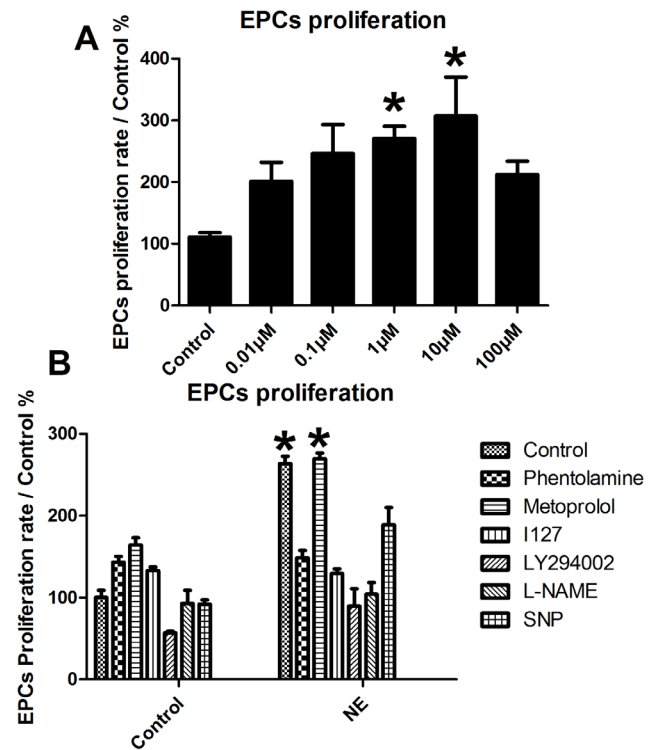 A
EPCs proliferation
EPCs proliferation rate / Control %
400
300
200
100
0
*
*
Control
0.01µM
0.1µM
1µM
10µM
100µM
B
EPCs proliferation
EPCs Proliferation rate / Control %
300
200
100
0
*
*
Control
NE
Control
Phentolamine
Metoprolol
I127
LY294002
L-NAME
SNP